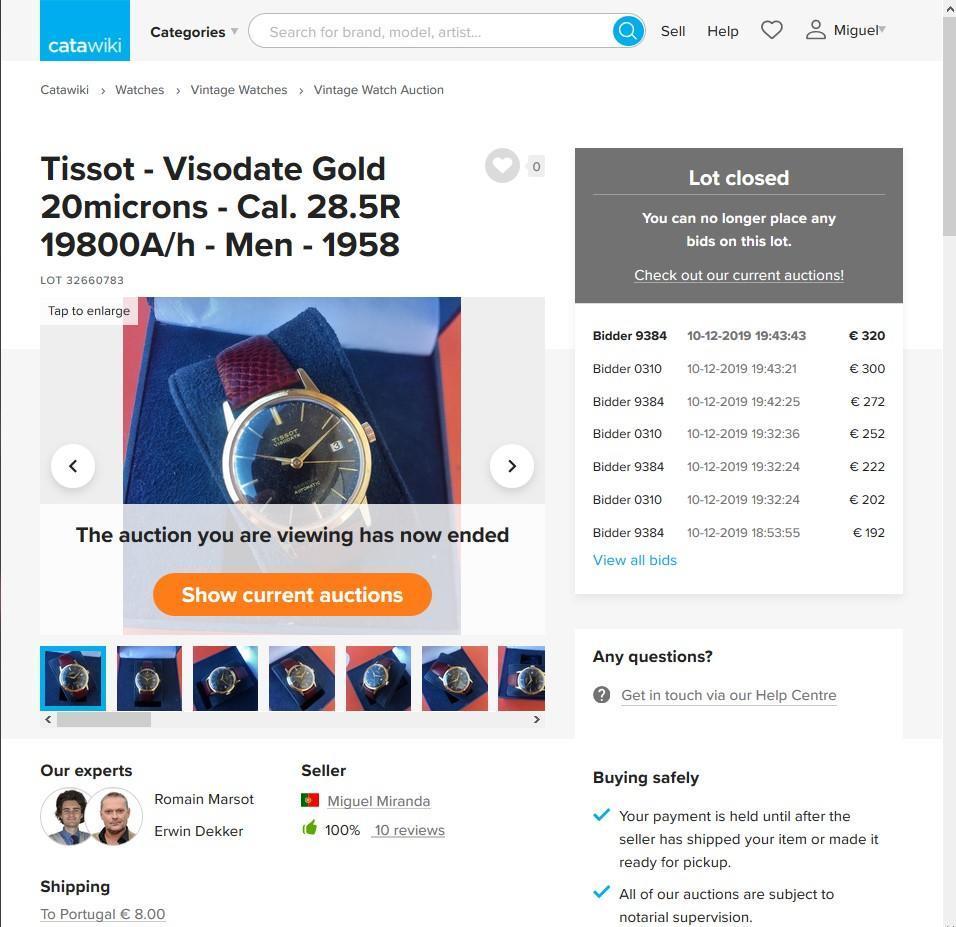 catawiki
Categories
Search for brand, model, artist...
Sell
Help
Miguel
Catawiki › Watches › Vintage Watches › Vintage Watch Auction
Tissot - Visodate Gold
20microns - Cal. 28.5R
19800A/h - Men - 1958
0
LOT 32660783
Tap to enlarge
TISSOT
VISODATE
3
AUTOMATIC
The auction you are viewing has now ended
Show current auctions
Lot closed
You can no longer place any
bids on this lot.
Check out our current auctions!
Bidder 9384 10-12-2019 19:43:43 € 320
Bidder 0310 10-12-2019 19:43:21 € 300
Bidder 9384 10-12-2019 19:42:25 € 272
Bidder 0310 10-12-2019 19:32:36 € 252
Bidder 9384 10-12-2019 19:32:24 € 222
Bidder 0310 10-12-2019 19:32:24 € 202
Bidder 9384 10-12-2019 18:53:55 € 192
View all bids
Any questions?
Get in touch via our Help Centre
Our experts
Romain Marsot
Erwin Dekker
Seller
Miguel Miranda
100% 10 reviews
Shipping
To Portugal € 8.00
Buying safely
Your payment is held until after the
seller has shipped your item or made it
ready for pickup.
All of our auctions are subject to
notarial supervision.